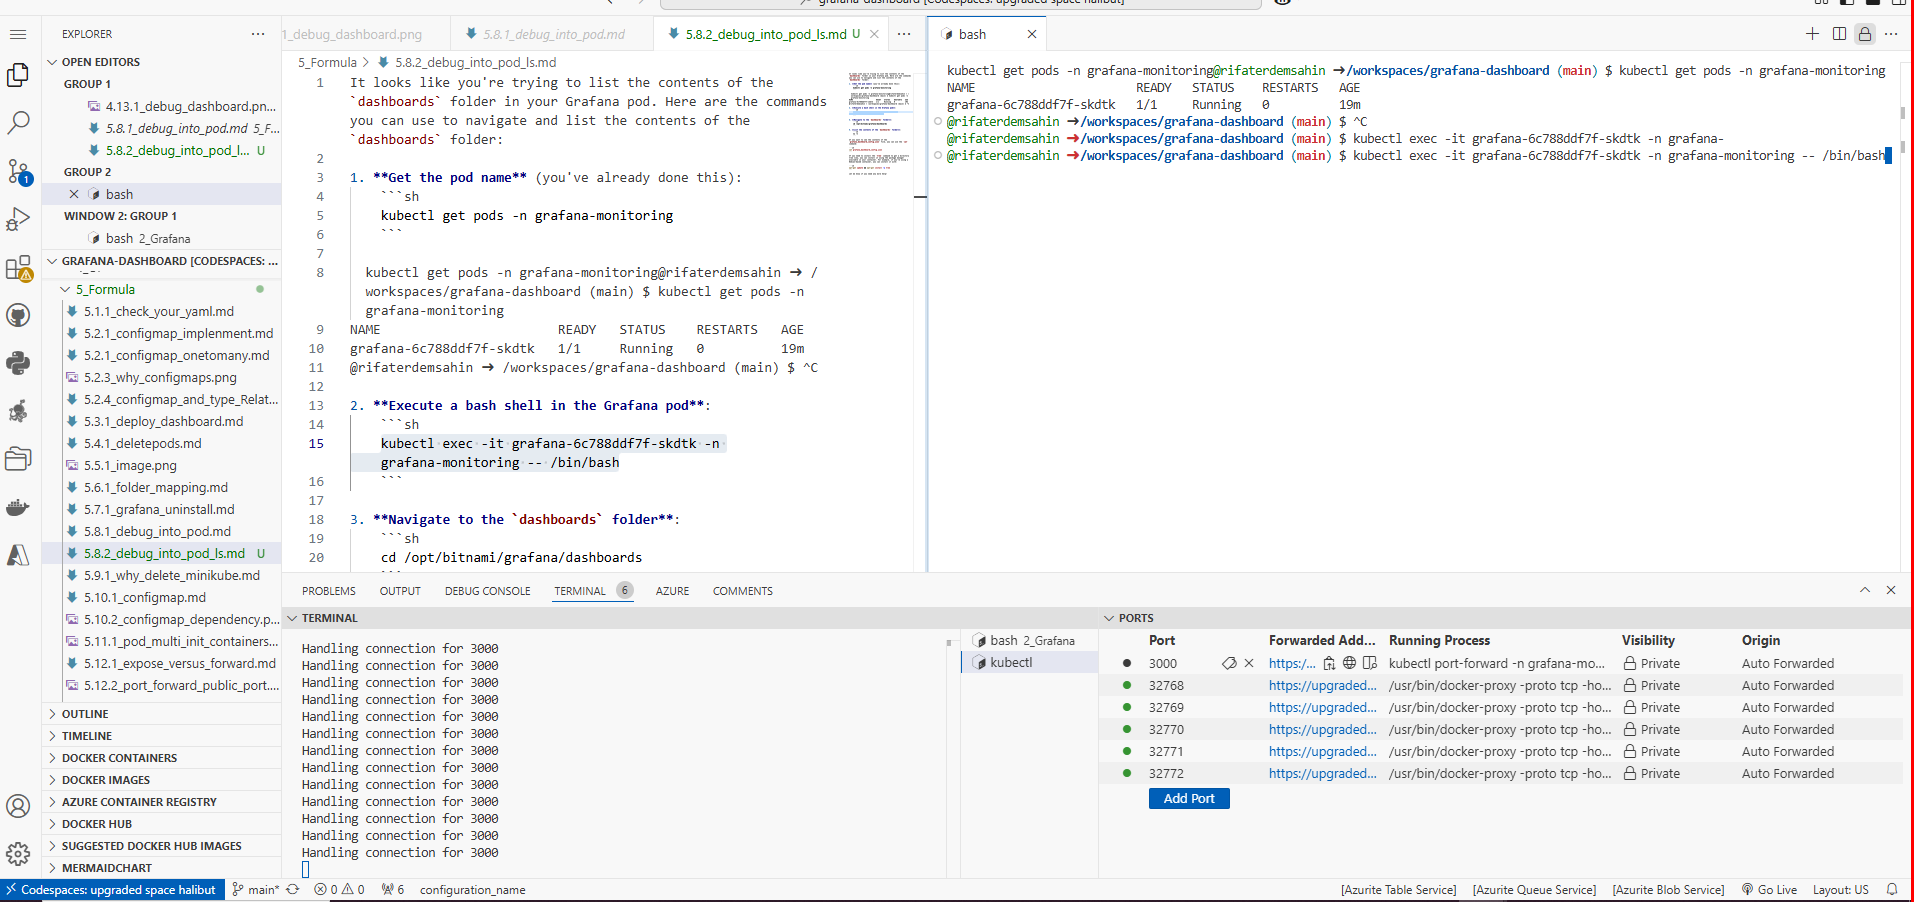 grafana-dashboard [Codespaces: upgraded space halibut]
EXPLORER
OPEN EDITORS
GROUP 1
4.13.1_debug_dashboard.pn...
5.8.1_debug_into_pod.md 5_F...
5.8.2_debug_into_pod_l... U
GROUP 2
bash
WINDOW 2: GROUP 1
bash 2_Grafana
GRAFANA-DASHBOARD [CODESPACES: ...
5_Formula
5.1.1_check_your_yaml.md
5.2.1_configmap_implenment.md
5.2.1_configmap_onetomany.md
5.2.3_why_configmaps.png
5.2.4_configmap_and_type_Relat...
5.3.1_deploy_dashboard.md
5.4.1_deletepods.md
5.5.1_image.png
5.6.1_folder_mapping.md
5.7.1_grafana_uninstall.md
5.8.1_debug_into_pod.md
5.8.2_debug_into_pod_ls.md U
5.9.1_why_delete_minikube.md
5.10.1_configmap.md
5.10.2_configmap_dependency.p...
5.11.1_pod_multi_init_containers...
5.12.1_expose_versus_forward.md
5.12.2_port_forward_public_port....
OUTLINE
TIMELINE
DOCKER CONTAINERS
DOCKER IMAGES
AZURE CONTAINER REGISTRY
DOCKER HUB
SUGGESTED DOCKER HUB IMAGES
MERMAIDCHART
1_debug_dashboard.png
5.8.1_debug_into_pod.md
5.8.2_debug_into_pod_ls.md U
5_Formula > 5.8.2_debug_into_pod_ls.md
1 It looks like you're trying to list the contents of the
`dashboards` folder in your Grafana pod. Here are the commands
you can use to navigate and list the contents of the
`dashboards` folder:
2
3 1. **Get the pod name** (you've already done this):
4 ```sh
5 kubectl get pods -n grafana-monitoring
6 ```
7
8 kubectl get pods -n grafana-monitoring@rifaterdemsahin ➜ /
workspaces/grafana-dashboard (main) $ kubectl get pods -n
grafana-monitoring
9 NAME READY STATUS RESTARTS AGE
10 grafana-6c788ddf7f-skdtk 1/1 Running 0 19m
11 @rifaterdemsahin ➜ /workspaces/grafana-dashboard (main) $ ^C
12
13 2. **Execute a bash shell in the Grafana pod**:
14 ```sh
15 kubectl exec -it grafana-6c788ddf7f-skdtk -n
grafana-monitoring -- /bin/bash
16 ```
17
18 3. **Navigate to the `dashboards` folder**:
19 ```sh
20 cd /opt/bitnami/grafana/dashboards
bash
kubectl get pods -n grafana-monitoring@rifaterdemsahin ➜/workspaces/grafana-dashboard (main) $ kubectl get pods -n grafana-monitoring
NAME READY STATUS RESTARTS AGE
grafana-6c788ddf7f-skdtk 1/1 Running 0 19m
@rifaterdemsahin ➜/workspaces/grafana-dashboard (main) $ ^C
@rifaterdemsahin ➜/workspaces/grafana-dashboard (main) $ kubectl exec -it grafana-6c788ddf7f-skdtk -n grafana-
@rifaterdemsahin ➜/workspaces/grafana-dashboard (main) $ kubectl exec -it grafana-6c788ddf7f-skdtk -n grafana-monitoring -- /bin/bash
PROBLEMS OUTPUT DEBUG CONSOLE TERMINAL 6 AZURE COMMENTS
TERMINAL
Handling connection for 3000
Handling connection for 3000
Handling connection for 3000
Handling connection for 3000
Handling connection for 3000
Handling connection for 3000
Handling connection for 3000
Handling connection for 3000
Handling connection for 3000
Handling connection for 3000
Handling connection for 3000
Handling connection for 3000
Handling connection for 3000
bash 2_Grafana
kubectl
PORTS
Port Forwarded Add... Running Process Visibility Origin
3000 https:/... kubectl port-forward -n grafana-mo... Private Auto Forwarded
32768 https://upgraded... /usr/bin/docker-proxy -proto tcp -ho... Private Auto Forwarded
32769 https://upgraded... /usr/bin/docker-proxy -proto tcp -ho... Private Auto Forwarded
32770 https://upgraded... /usr/bin/docker-proxy -proto tcp -ho... Private Auto Forwarded
32771 https://upgraded... /usr/bin/docker-proxy -proto tcp -ho... Private Auto Forwarded
32772 https://upgraded... /usr/bin/docker-proxy -proto tcp -ho... Private Auto Forwarded
Add Port
Codespaces: upgraded space halibut main* 0 0 6 configuration_name [Azurite Table Service] [Azurite Queue Service] [Azurite Blob Service] Go Live Layout: US